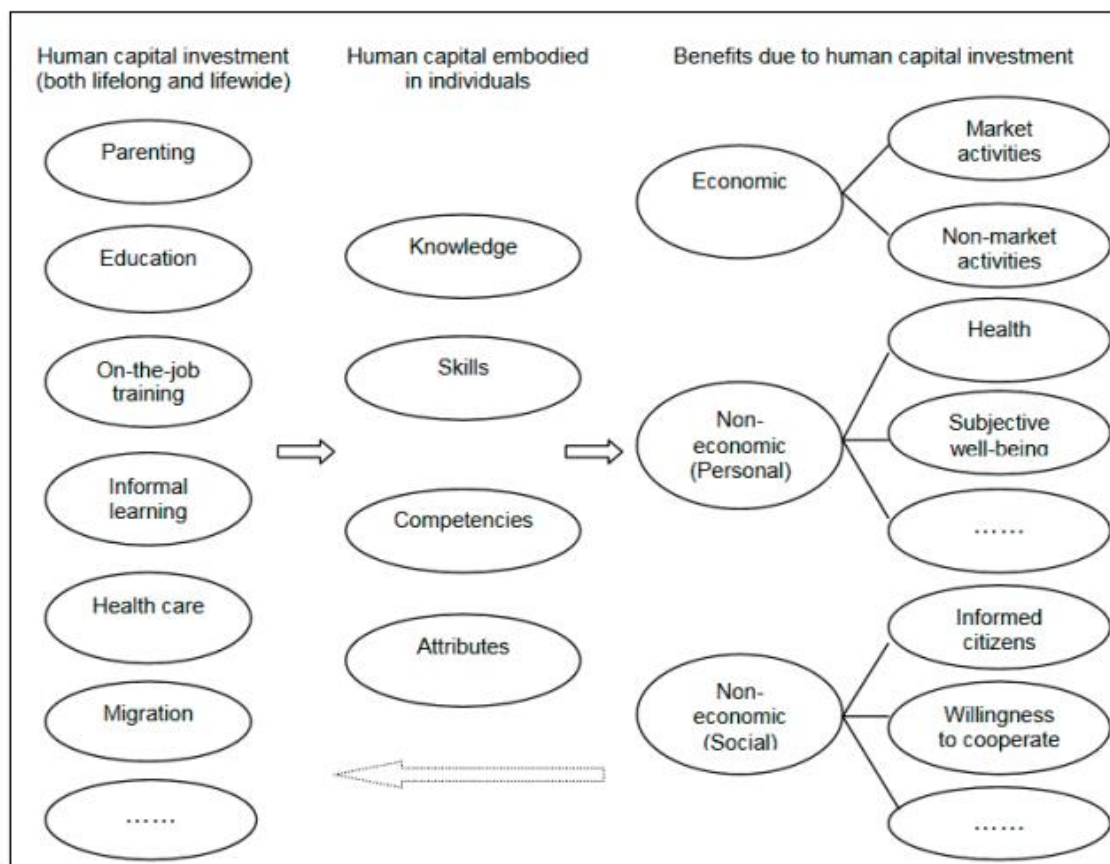 Human capital investment
(both lifelong and lifewide)
Parenting
Education
On-the-job
training
Informal
learning
Health care
Migration
……
Human capital embodied
in individuals
Knowledge
Skills
Competencies
Attributes
Benefits due to human capital investment
Economic
Market
activities
Non-market
activities
Non-
economic
(Personal)
Health
Subjective
well-being
……
Non-
economic
(Social)
Informed
citizens
Willingness
to cooperate
……